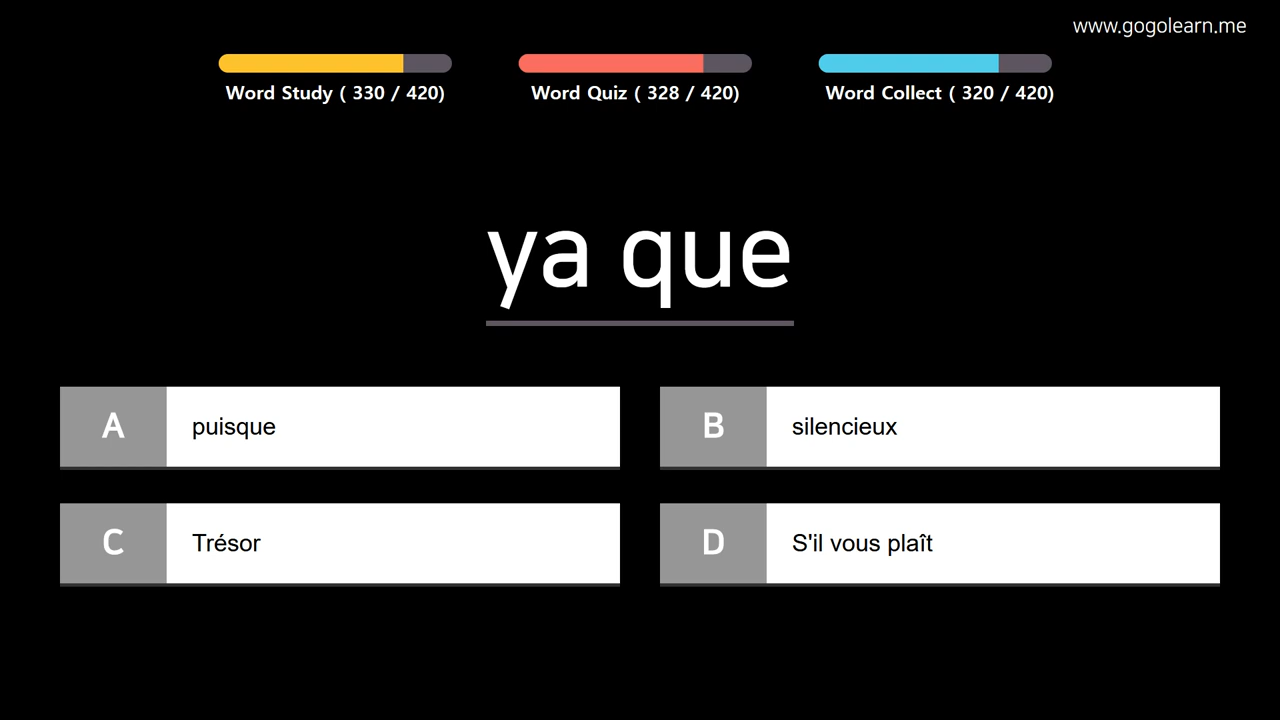 www.gogolearn.me
Word Study ( 330 / 420)
Word Quiz ( 328 / 420)
Word Collect ( 320 / 420)
ya que
A
puisque
B
silencieux
C
Trésor
D
S'il vous plaît